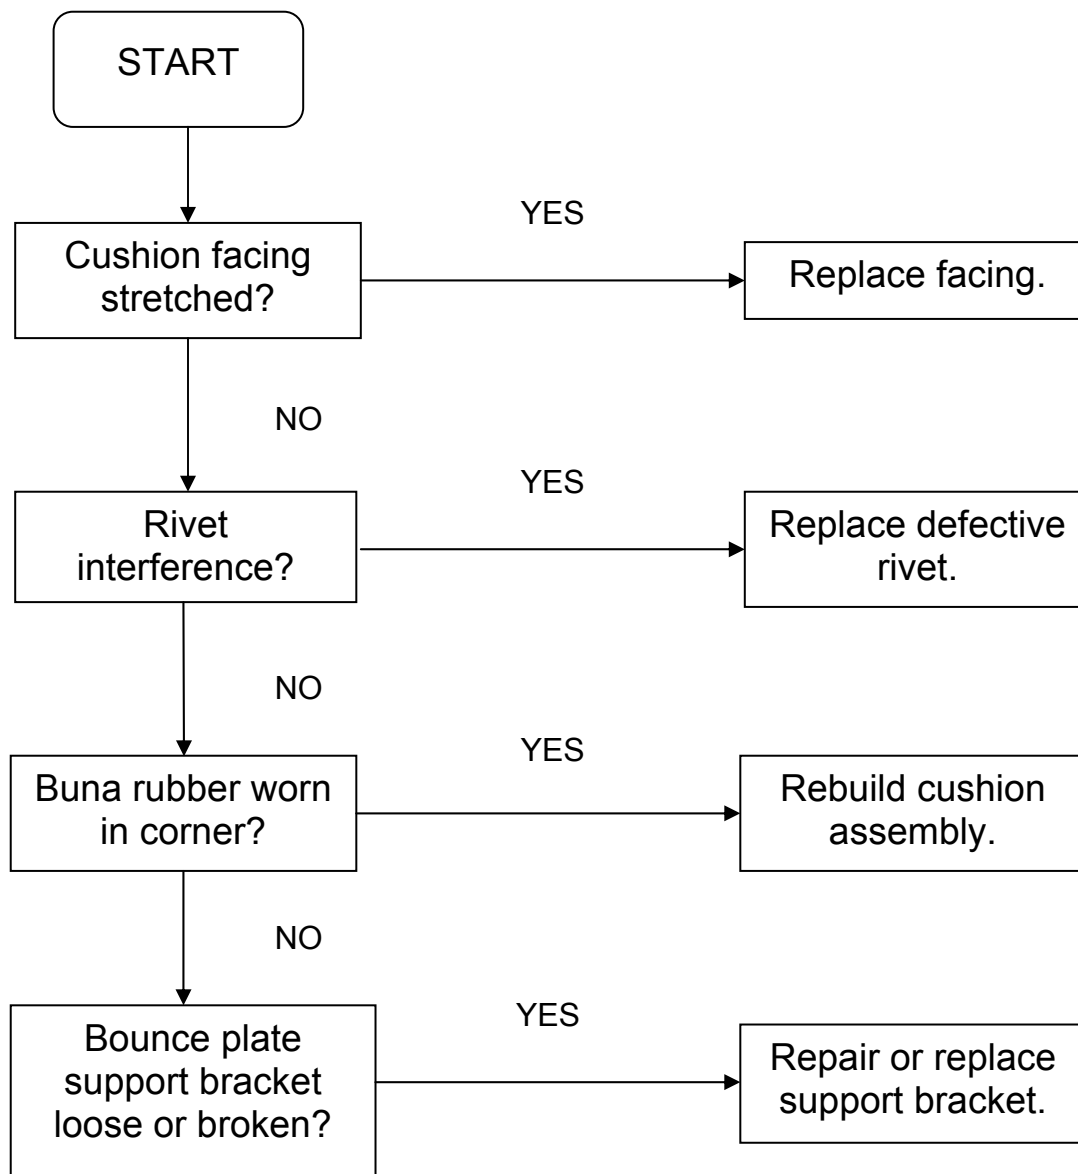 START
YES
Cushion facing
stretched?
Replace facing.
NO
YES
Rivet
interference?
Replace defective
rivet.
NO
YES
Buna rubber worn
in corner?
Rebuild cushion
assembly.
NO
YES
Bounce plate
support bracket
loose or broken?
Repair or replace
support bracket.